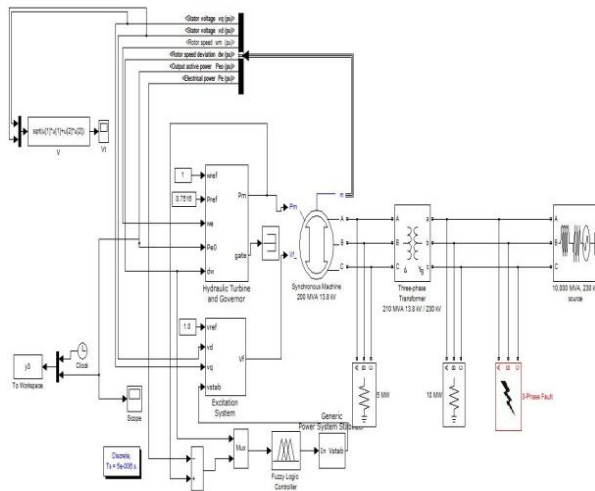 <Stator voltage vq (pu)>
<Stator voltage vd (pu)>
<Rotor speed wm (pu)>
<Rotor speed deviation dw (pu)>
<Output active power Peo (pu)>
<Electrical power Pe (pu)>
sqrt(u[1]*u[1]+u[2]*u[2])
V
Vt
1
wref
Pm
0.7516
Pref
we
Pe0
gate
dw
Hydraulic Turbine
and Governor
m
Pm
Vf_
A
B
C
Synchronous Machine
200 MVA 13.8 kV
A
B
C
a
b
c
Δ
Yg
Three-phase
Transformer
210 MVA 13.8 kV / 230 kV
A
B
C
10,000 MVA, 230 kV
source
1.0
vref
vd
Vf
vq
vstab
Excitation
System
Clock
y0
To Workspace
Scope
A
B
C
5 MW
A
B
C
10 MW
A
B
C
3-Phase Fault
Generic
Power System
Mux
Fuzzy Logic
Controller
In Vstab
Discrete,